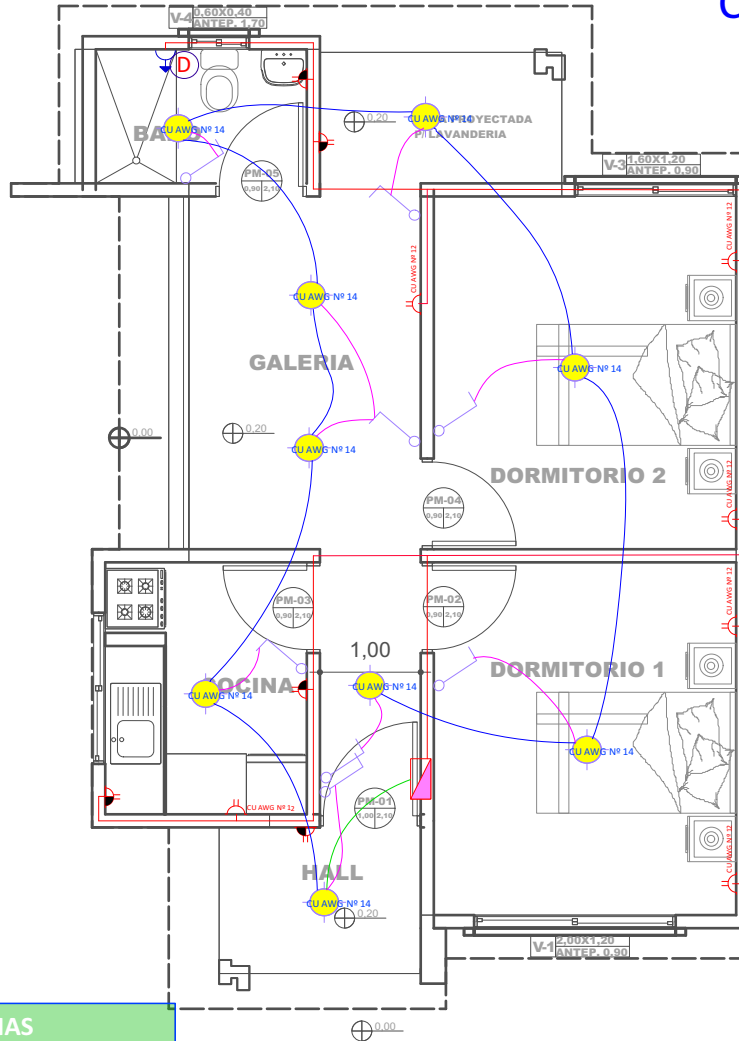 C
V-4
0,60X0,40
ANTEP. 1.70
D
CU AWG Nº 14
BAÑO
CU AWG Nº 14
PROYECTADA
P/LAVANDERIA
0,20
V-3
1,60X1,20
ANTEP. 0,90
PM-05
0,90
2,10
CU AWG Nº 12
CU AWG Nº 12
CU AWG Nº 14
GALERIA
CU AWG Nº 14
0,00
0,20
CU AWG Nº 14
DORMITORIO 2
CU AWG Nº 12
PM-04
0,90
2,10
PM-03
0,90
2,10
PM-02
0,90
2,10
CU AWG Nº 12
1,00
DORMITORIO 1
COCINA
CU AWG Nº 14
CU AWG Nº 14
CU AWG Nº 14
PM-01
1,00
2,10
CU AWG Nº 12
CU AWG Nº 12
HALL
CU AWG Nº 14
0,20
V-1
2,00X1,20
ANTEP. 0.90
MAS
0.00